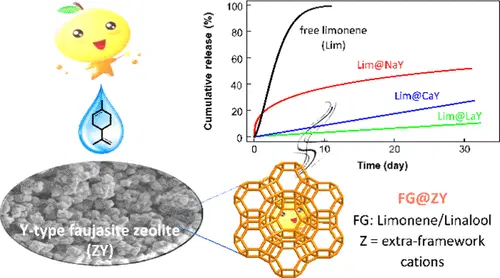 Cumulative release (%)
100
80
60
40
20
0
free limonene
(Lim)
Lim@NaY
Lim@CaY
Lim@LaY
0
10
20
30
Time (day)
Y-type faujasite zeolite
(ZY)
FG@ZY
FG: Limonene/Linalool
Z = extra-framework
cations